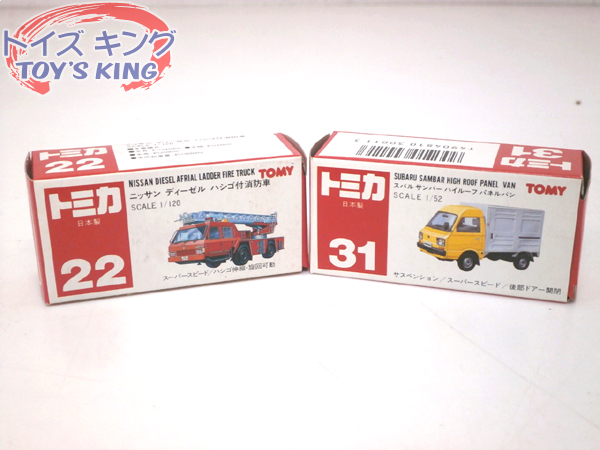 トイズ キング
TOY'S KING
トミカ
22
NISSAN DIESEL AFRIAL LADDER FIRE TRUCK
TOMY
ニッサン ディーゼル ハシゴ付消防車
SCALE 1/120
トミカ
日本製
22
スーパースピード/ハシゴ伸縮・旋回可動
トミカ
31
SUBARU SAMBAR HIGH ROOF PANEL VAN
TOMY
スバル サンバー ハイルーフ パネルバン
SCALE 1/52
トミカ
日本製
31
サスペンション/スーパースピード/後部ドアー開閉